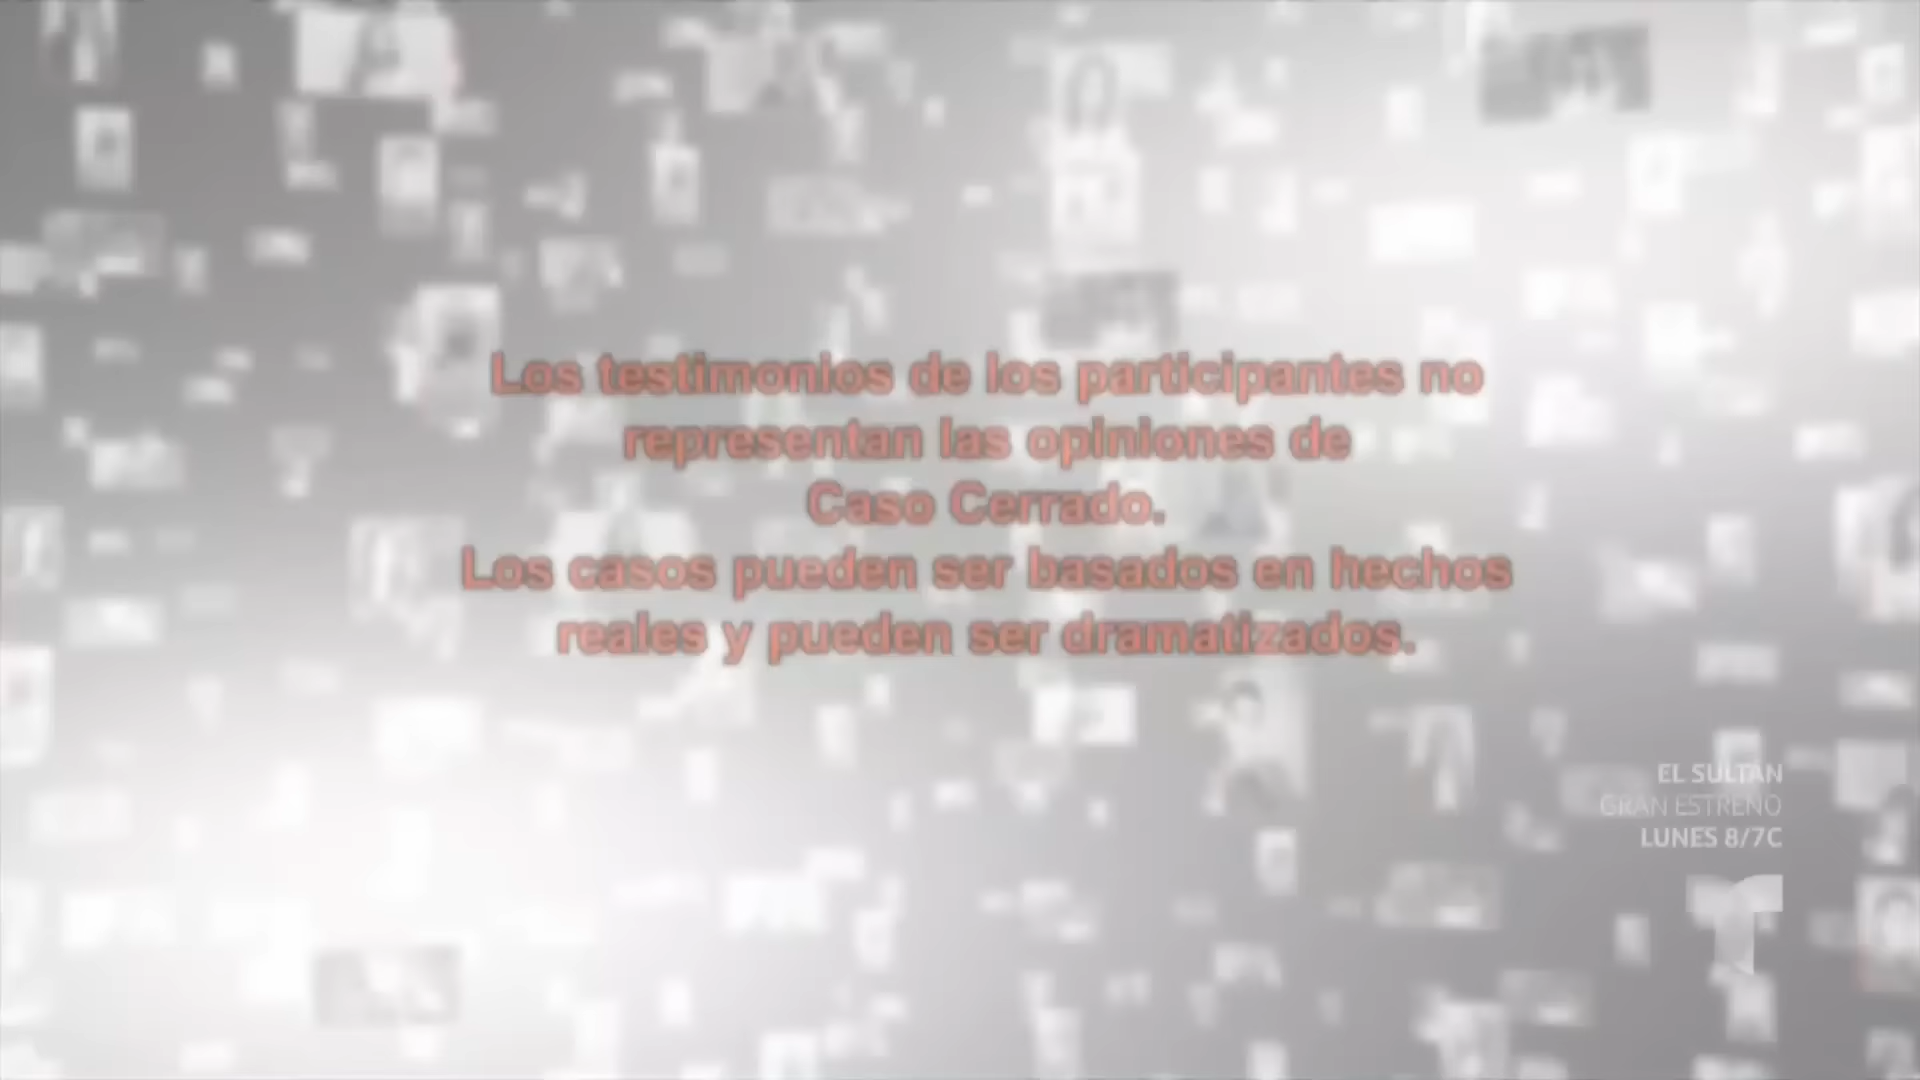 Los testimonios de los participantes no
representan las opiniones de
Caso Cerrado.
Los casos pueden ser basados en hechos
reales y pueden ser dramatizados.
EL SULTÁN
GRAN ESTRENO
LUNES 8/7C